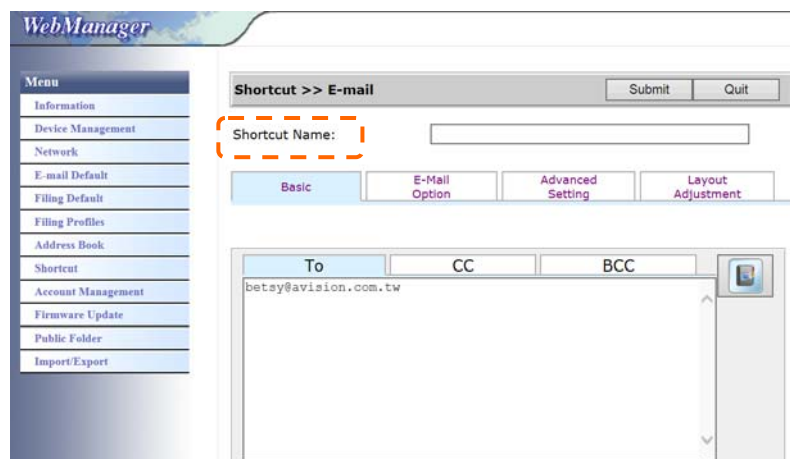 WebManager
Menu
Information
Device Management
Network
E-mail Default
Filing Default
Filing Profiles
Address Book
Shortcut
Account Management
Firmware Update
Public Folder
Import/Export
Shortcut >> E-mail
Submit
Quit
Shortcut Name:
Basic
E-Mail
Option
Advanced
Setting
Layout
Adjustment
To
CC
BCC
betsy@avision.com.tw